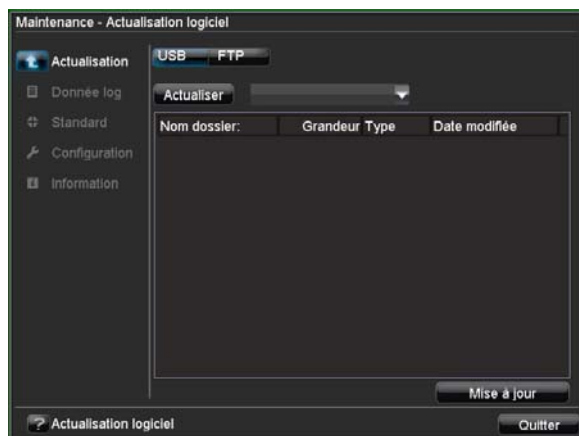 Maintenance - Actualisation logiciel
Actualisation
Donnée log
Standard
Configuration
Information
USB FTP
Actualiser
Nom dossier: Grandeur Type Date modifiée
Mise à jour
? Actualisation logiciel
Quitter